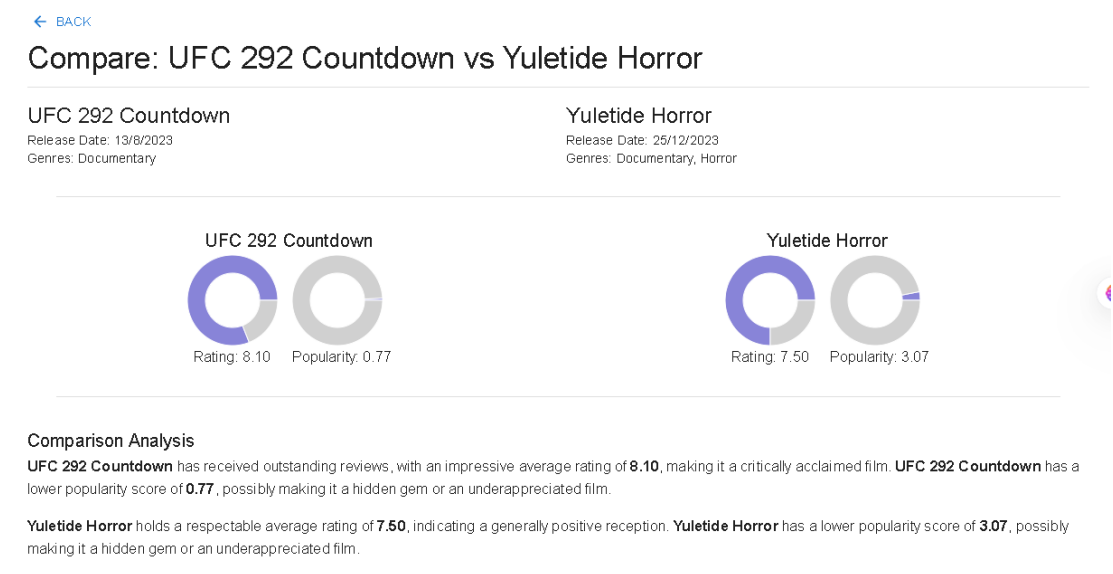 BACK
Compare: UFC 292 Countdown vs Yuletide Horror
UFC 292 Countdown
Release Date: 13/8/2023
Genres: Documentary
Yuletide Horror
Release Date: 25/12/2023
Genres: Documentary, Horror
UFC 292 Countdown
Rating: 8.10
Popularity: 0.77
Yuletide Horror
Rating: 7.50
Popularity: 3.07
Comparison Analysis
UFC 292 Countdown has received outstanding reviews, with an impressive average rating of 8.10, making it a critically acclaimed film. UFC 292 Countdown has a
lower popularity score of 0.77, possibly making it a hidden gem or an underappreciated film.
Yuletide Horror holds a respectable average rating of 7.50, indicating a generally positive reception. Yuletide Horror has a lower popularity score of 3.07, possibly
making it a hidden gem or an underappreciated film.